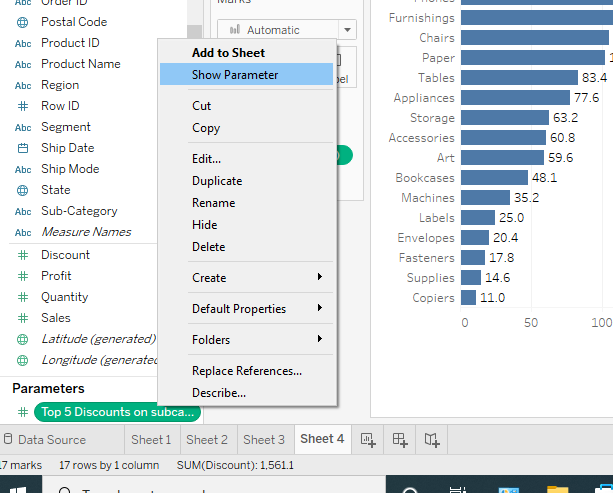 Order ID
Postal Code
Abc Product ID
Abc Product Name
Region
# Row ID
Abc Segment
Ship Date
Abc Ship Mode
State
Abc Sub-Category
Abc Measure Names
# Discount
# Profit
# Quantity
# Sales
Latitude (generated)
Longitude (generated
Parameters
# Top 5 Discounts on subca...
Marks
Automatic
Add to Sheet
Show Parameter
Cut
Copy
Edit...
Duplicate
Rename
Hide
Delete
Create
Default Properties
Folders
Replace References...
Describe...
Phones
Furnishings
Chairs
Paper 1
Tables 83.4
Appliances 77.6
Storage 63.2
Accessories 60.8
Art 59.6
Bookcases 48.1
Machines 35.2
Labels 25.0
Envelopes 20.4
Fasteners 17.8
Supplies 14.6
Copiers 11.0
0 50 100
Data Source Sheet 1 Sheet 2 Sheet 3 Sheet 4
17 marks 17 rows by 1 column SUM(Discount): 1,561.1